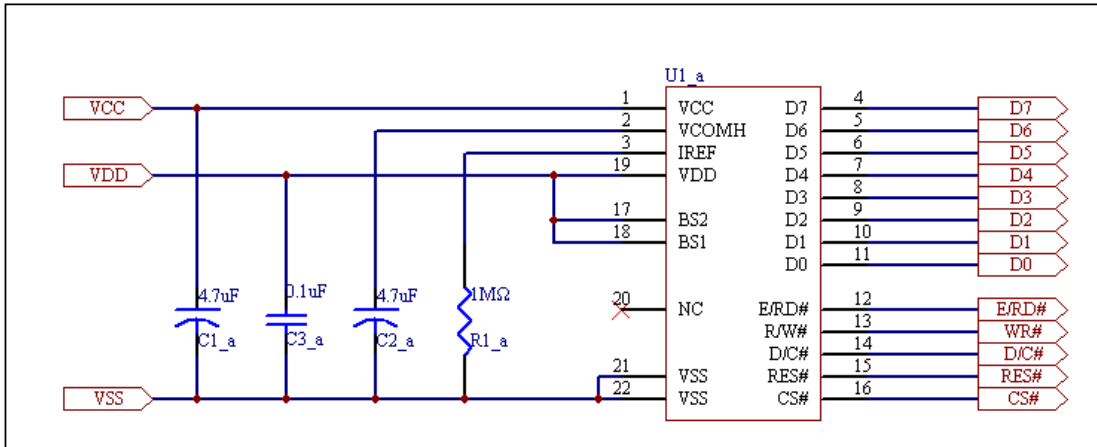 U1_a
VCC 1 VCC D7 4 D7
2 VCOMH D6 5 D6
3 IREF D5 6 D5
VDD 19 VDD D4 7 D4
D3 8 D3
17 BS2 D2 9 D2
18 BS1 D1 10 D1
D0 11 D0
4.7uF 0.1uF 4.7uF 1MΩ 20 NC E/RD# 12 E/RD#
R/W# 13 WR#
C1_a C3_a C2_a R1_a D/C# 14 D/C#
21 VSS RES# 15 RES#
VSS 22 VSS CS# 16 CS#